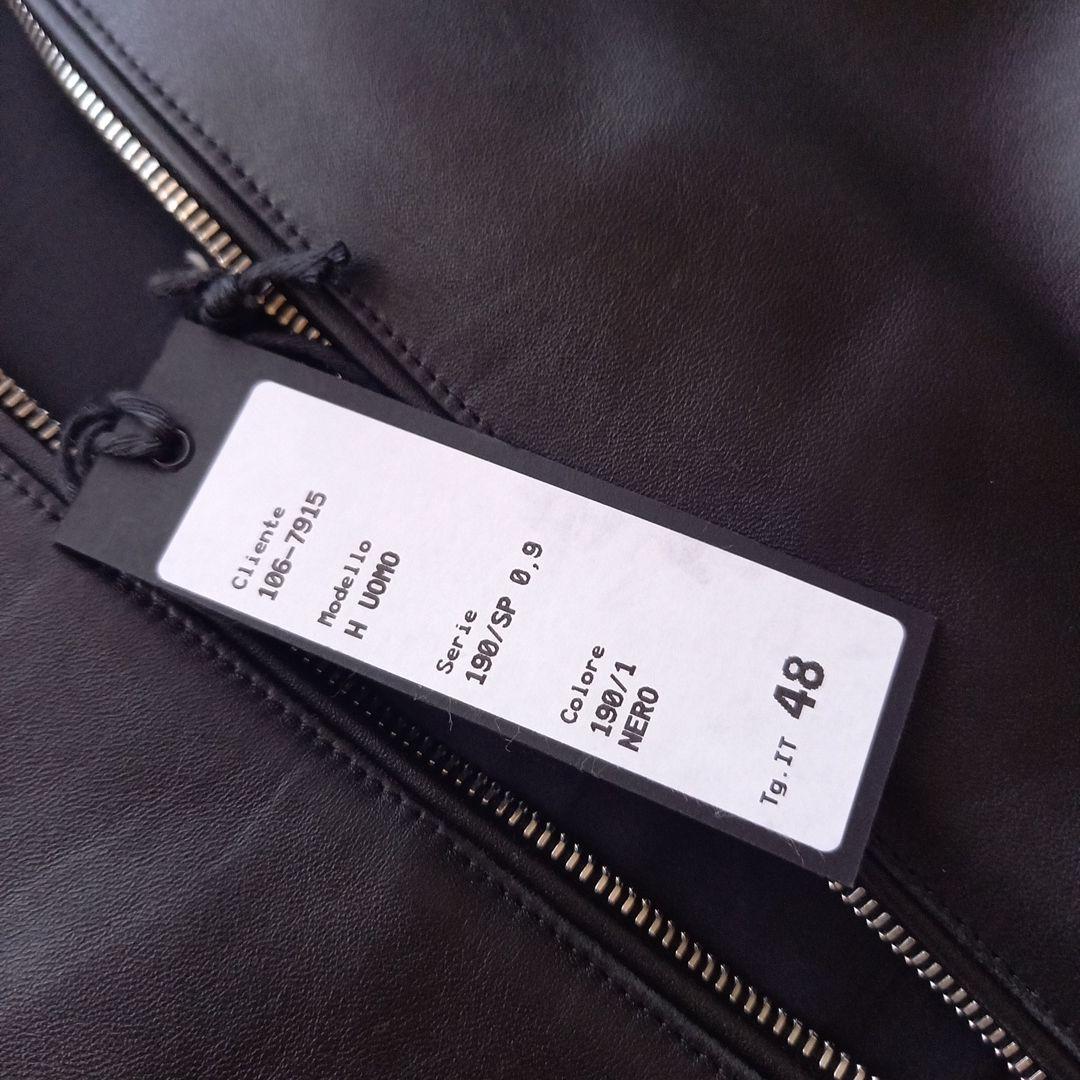 Cliente
106-7915
Modello
H UOMO
Serie
190/SP 0,9
Colore
190/1
NERO
Tg.IT 48